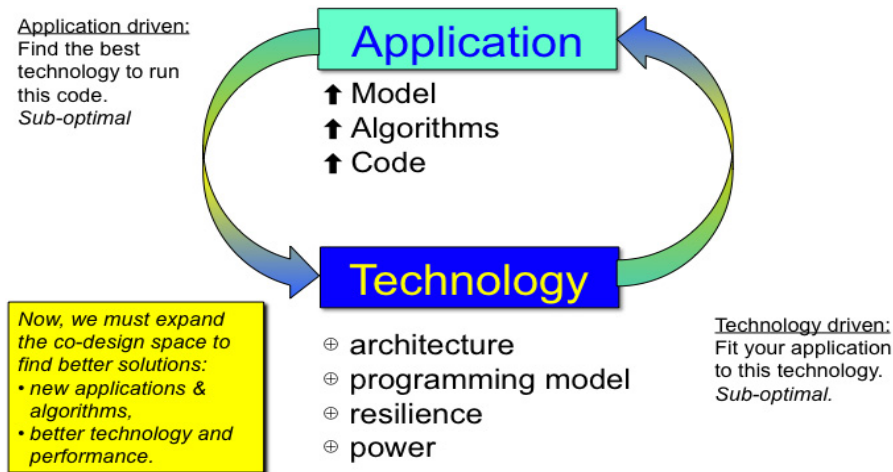 Application driven:
Find the best
technology to run
this code.
Sub-optimal
Application
⬆ Model
⬆ Algorithms
⬆ Code
Technology
⊕ architecture
⊕ programming model
⊕ resilience
⊕ power
Now, we must expand
the co-design space to
find better solutions:
• new applications &
algorithms,
• better technology and
performance.
Technology driven:
Fit your application
to this technology.
Sub-optimal.